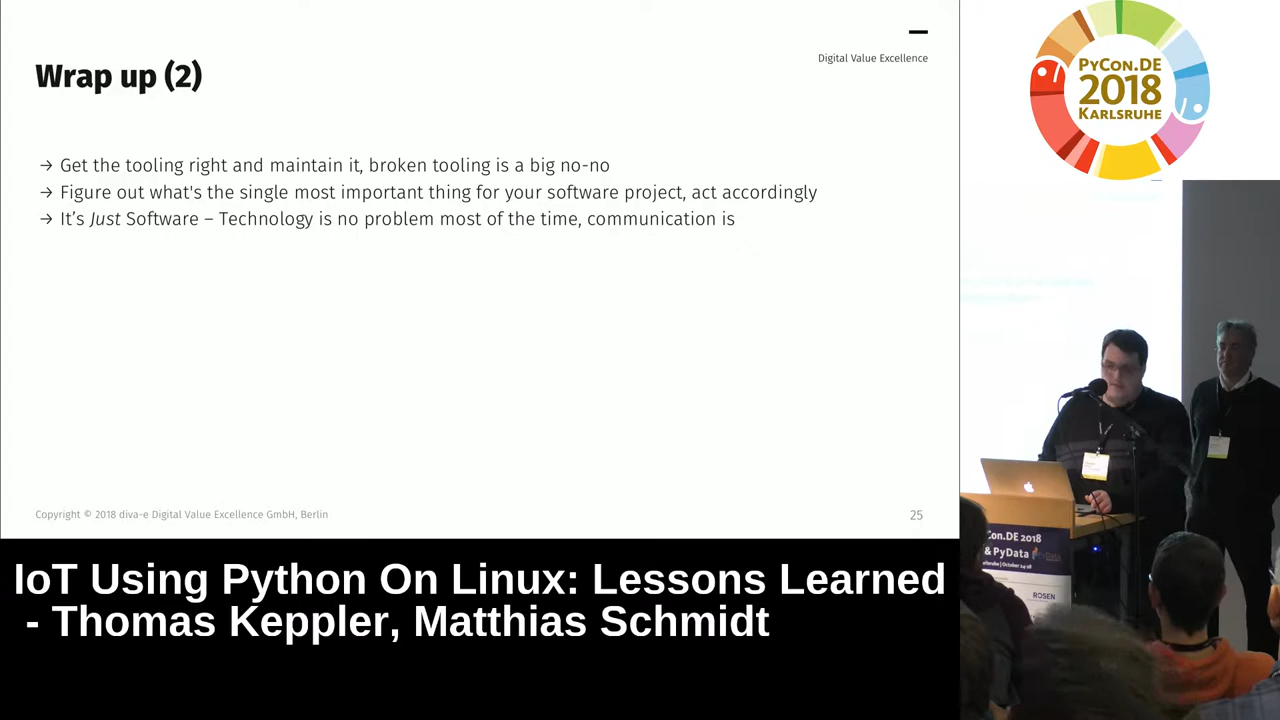 Digital Value Excellence
Wrap up (2)
→ Get the tooling right and maintain it, broken tooling is a big no-no
→ Figure out what's the single most important thing for your software project, act accordingly
→ It’s Just Software – Technology is no problem most of the time, communication is
Copyright © 2018 diva-e Digital Value Excellence GmbH, Berlin
25
PYCON.DE
2018
KARLSRUHE
Con.DE 2018
& PyData
ROSEN
IoT Using Python On Linux: Lessons Learned
- Thomas Keppler, Matthias Schmidt